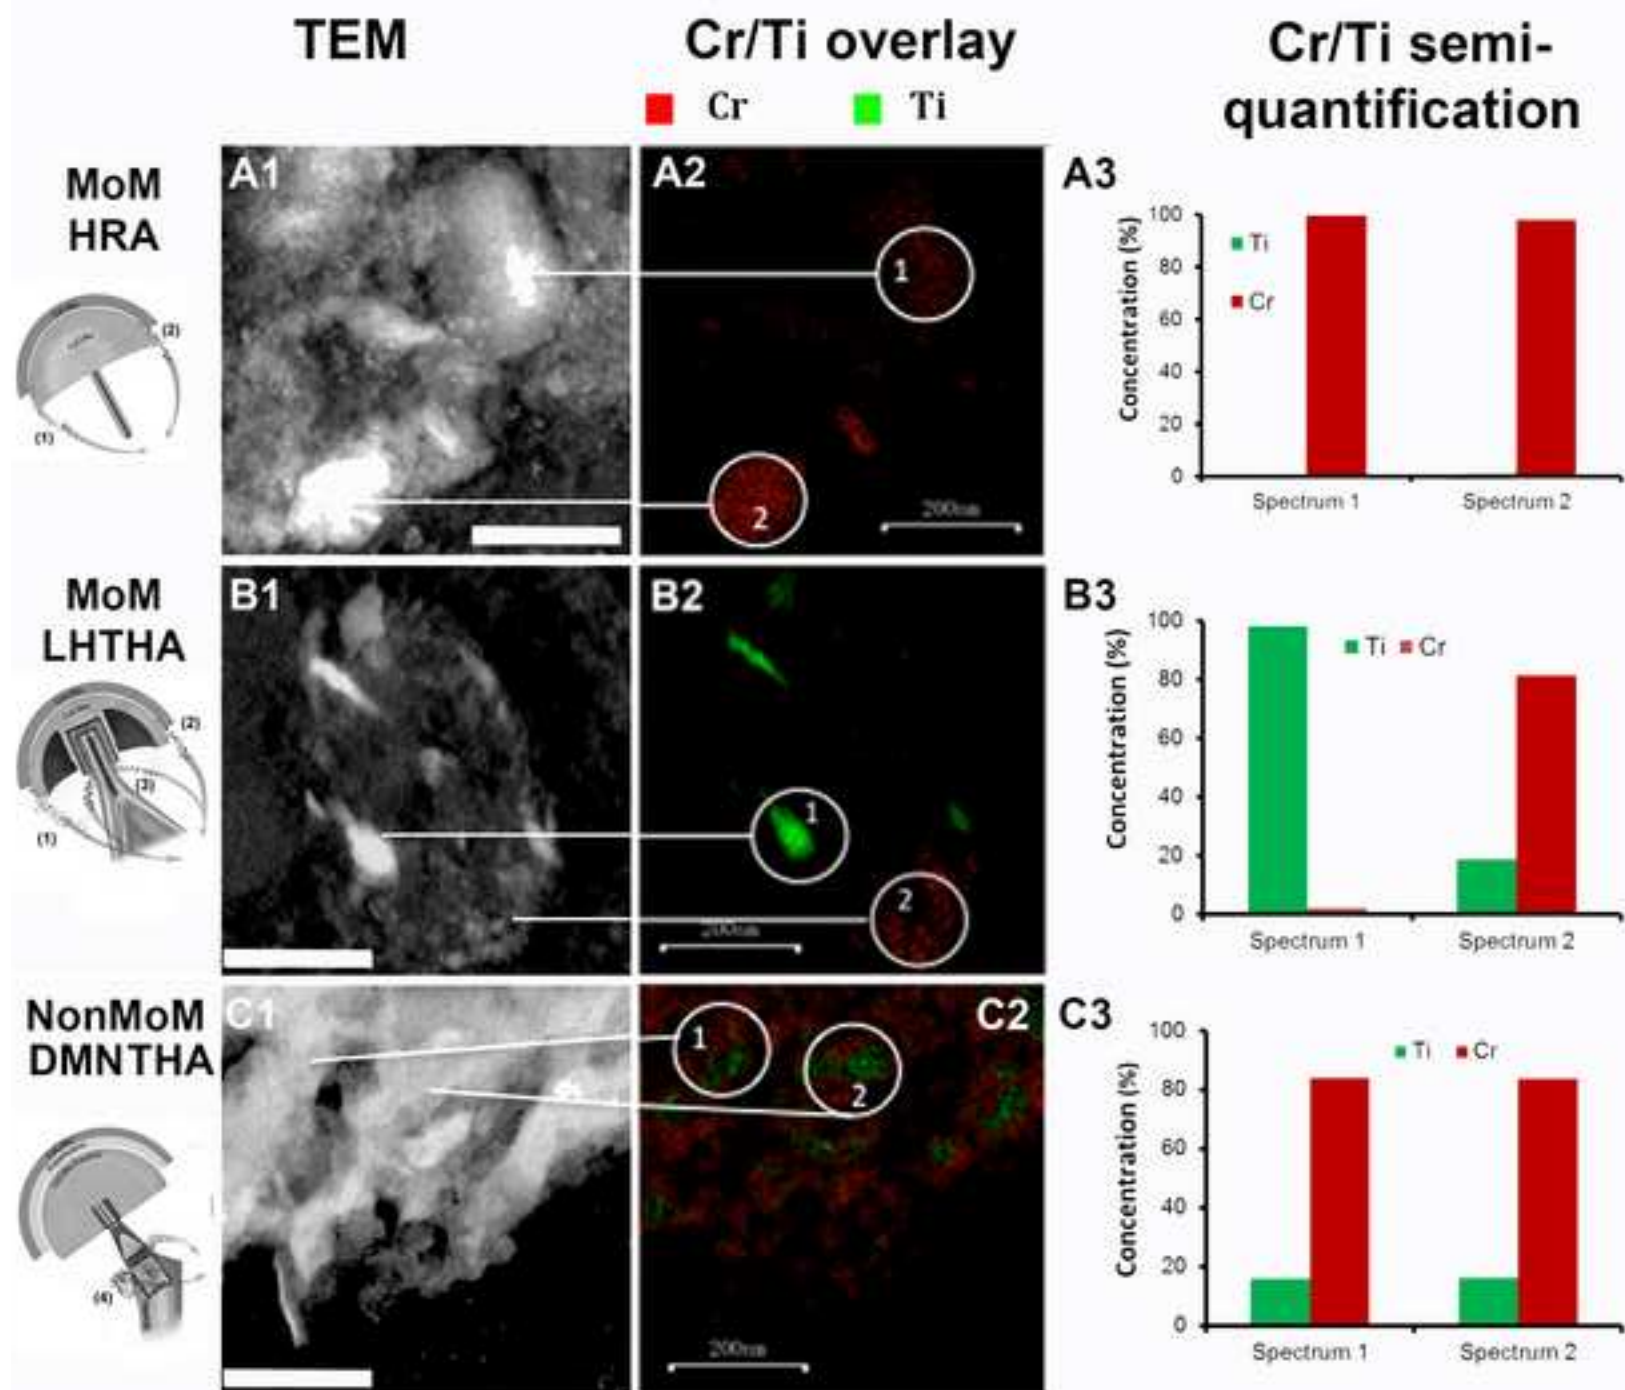 TEM
Cr/Ti overlay
Cr/Ti semi-
quantification
Cr
Ti
MoM
HRA
(2)
(1)
A1
A2
1
2
200nm
A3
Concentration (%)
100
80
60
40
20
0
Ti
Cr
Spectrum 1
Spectrum 2
MoM
LHTHA
(2)
(3)
(1)
B1
B2
1
2
200nm
B3
Concentration (%)
100
80
60
40
20
0
Ti
Cr
Spectrum 1
Spectrum 2
NonMoM
DMNTHA
(4)
C1
C2
1
2
200nm
C3
Concentration (%)
100
80
60
40
20
0
Ti
Cr
Spectrum 1
Spectrum 2